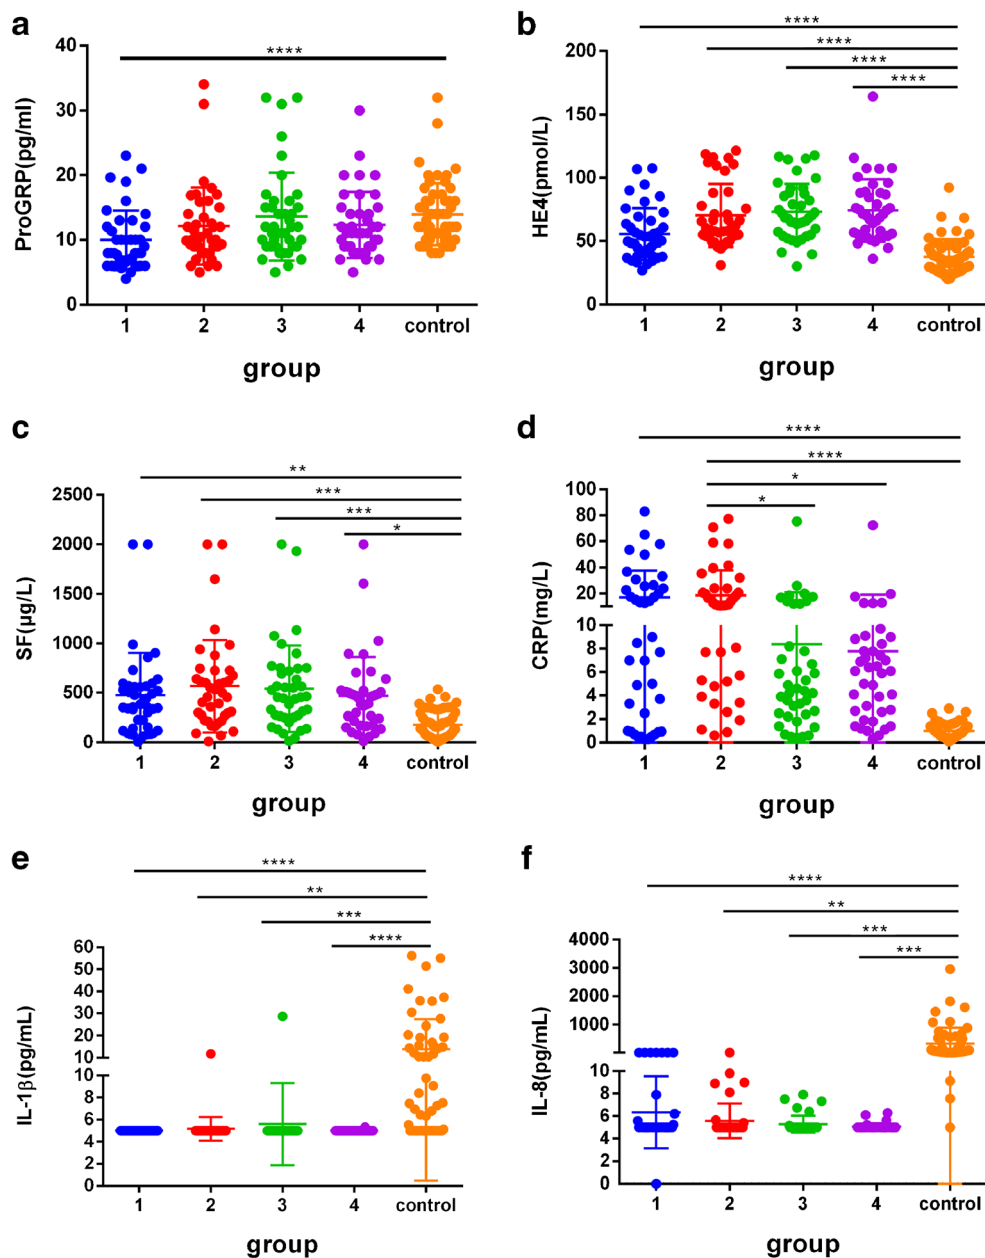 a
****
ProGRP(pg/ml)
40
30
20
10
0
1 2 3 4 control
group
b
****
****
****
****
HE4(pmol/L)
200
150
100
50
0
1 2 3 4 control
group
c
**
***
***
*
SF(μg/L)
2500
2000
1500
1000
500
0
1 2 3 4 control
group
d
****
****
*
*
CRP(mg/L)
100
80
60
40
20
10
8
6
4
2
0
1 2 3 4 control
group
e
****
**
***
****
IL-1β(pg/mL)
60
50
40
30
20
10
10
8
6
4
2
0
1 2 3 4 control
group
f
****
**
***
***
IL-8(pg/mL)
4000
3000
2000
1000
10
8
6
4
2
0
1 2 3 4 control
group